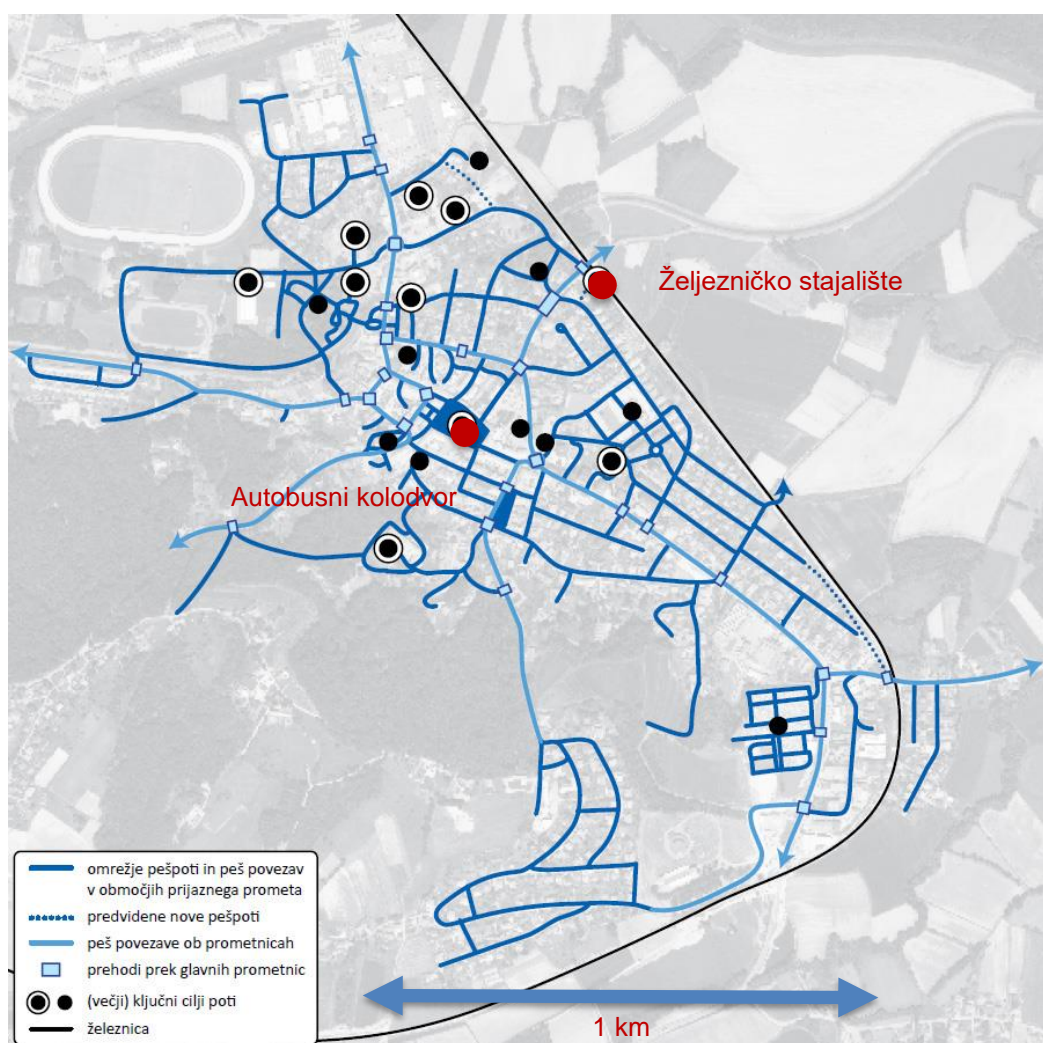 Željezničko stajalište
Autobusni kolodvor
omrežje pešpoti in peš povezav
v območjih prijaznega prometa
predvidene nove pešpoti
peš povezave ob prometnicah
prehodi prek glavnih prometnic
(večji) ključni cilji poti
železnica
1 km